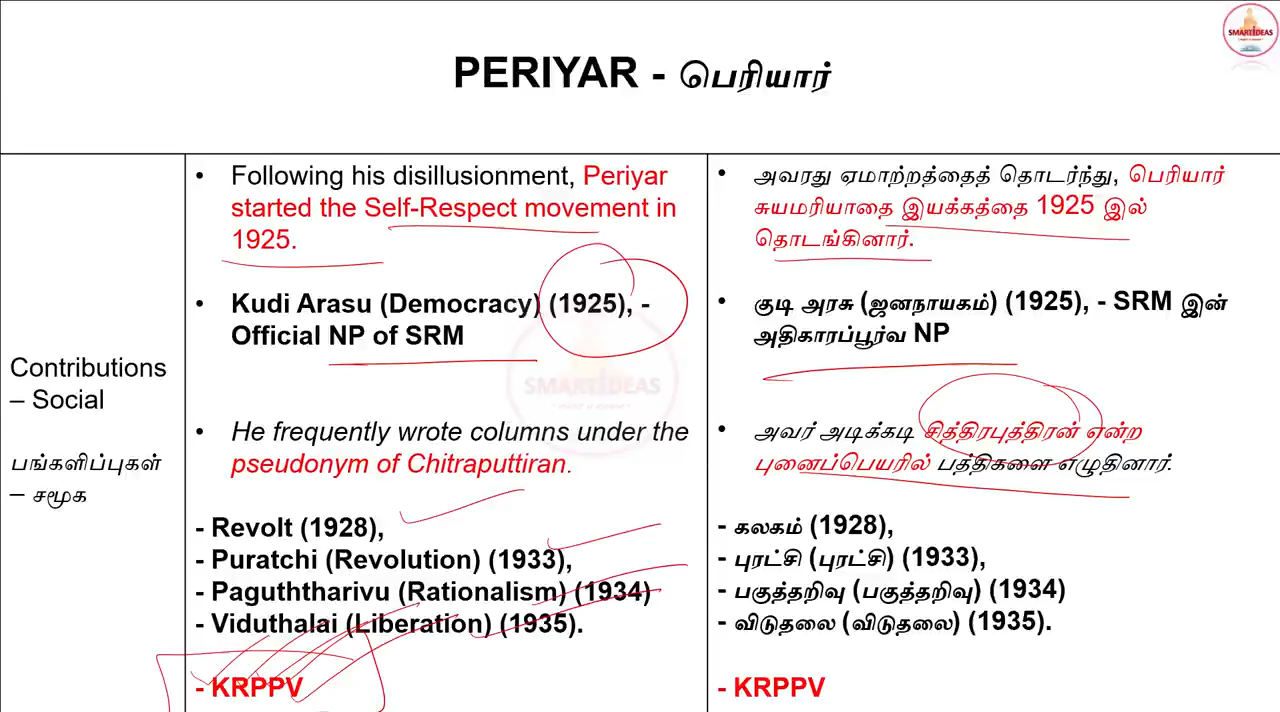 SMARTIDEAS
PERIYAR - பெரியார்
Contributions
– Social
பங்களிப்புகள்
– சமூக
• Following his disillusionment, Periyar
started the Self-Respect movement in
1925.
• Kudi Arasu (Democracy) (1925), -
Official NP of SRM
• He frequently wrote columns under the
pseudonym of Chitraputtiran.
- Revolt (1928),
- Puratchi (Revolution) (1933),
- Paguththarivu (Rationalism) (1934)
- Viduthalai (Liberation) (1935).
- KRPPV
• அவரது ஏமாற்றத்தைத் தொடர்ந்து, பெரியார்
சுயமரியாதை இயக்கத்தை 1925 இல்
தொடங்கினார்.
• குடி அரசு (ஜனநாயகம்) (1925), - SRM இன்
அதிகாரப்பூர்வ NP
• அவர் அடிக்கடி சித்திரபுத்திரன் என்ற
புனைப்பெயரில் பத்திகளை எழுதினார்.
- கலகம் (1928),
- புரட்சி (புரட்சி) (1933),
- பகுத்தறிவு (பகுத்தறிவு) (1934)
- விடுதலை (விடுதலை) (1935).
- KRPPV
SMARTIDEAS